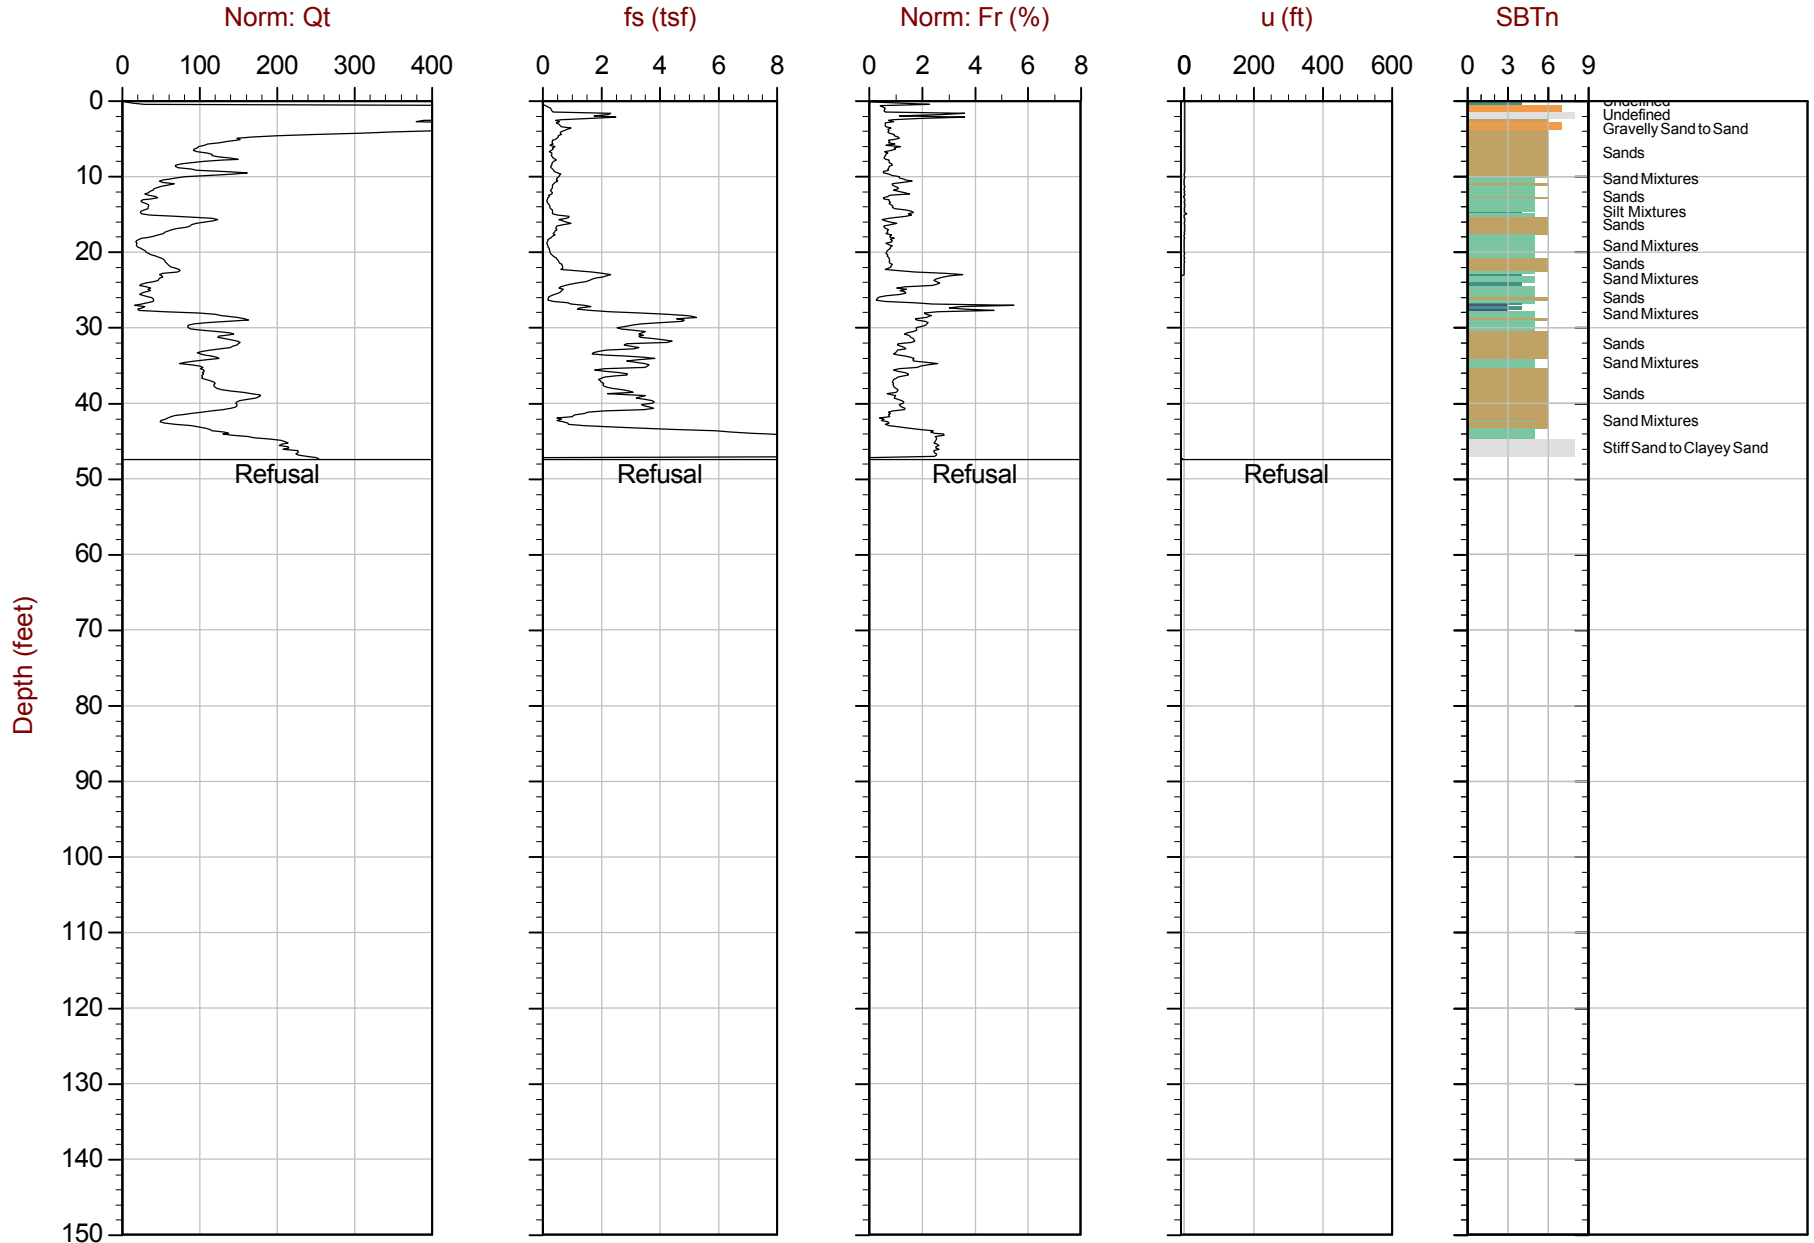 Norm: Qt
fs (tsf)
Norm: Fr (%)
u (ft)
SBTn
0 100 200 300 400
0 2 4 6 8
0 2 4 6 8
0 200 400 600
0 3 6 9
Depth (feet)
0
10
20
30
40
50
60
70
80
90
100
110
120
130
140
150
Refusal
Refusal
Refusal
Refusal
Undefined
Undefined
Gravelly Sand to Sand
Sands
Sand Mixtures
Sands
Silt Mixtures
Sands
Sand Mixtures
Sands
Sand Mixtures
Sands
Sand Mixtures
Sands
Sand Mixtures
Sands
Sand Mixtures
Stiff Sand to Clayey Sand